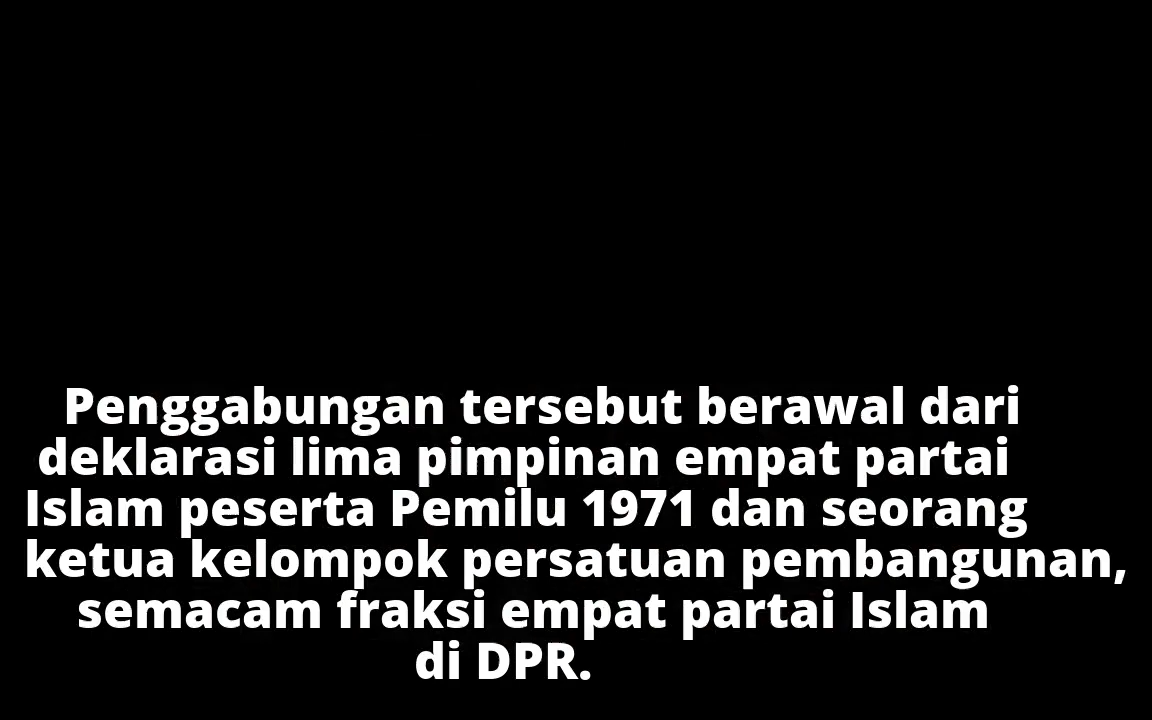 Penggabungan tersebut berawal dari
deklarasi lima pimpinan empat partai
Islam peserta Pemilu 1971 dan seorang
ketua kelompok persatuan pembangunan,
semacam fraksi empat partai Islam
di DPR.